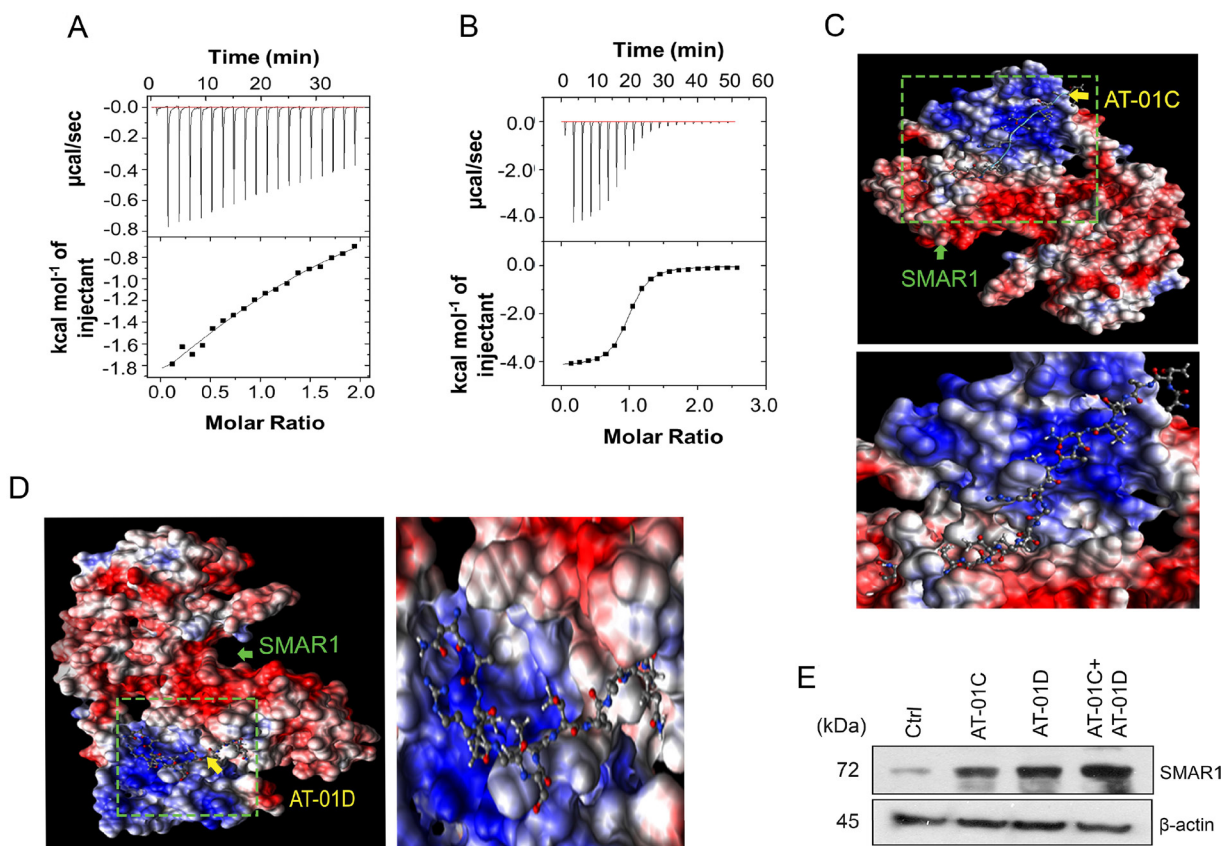 A
Time (min)
0 10 20 30
-0.0
-0.2
-0.4
-0.6
-0.8
µcal/sec
-0.8
-1.0
-1.2
-1.4
-1.6
-1.8
kcal mol-1 of
injectant
0.0 0.5 1.0 1.5 2.0
Molar Ratio
B
Time (min)
0 10 20 30 40 50 60
0.0
-2.0
-4.0
µcal/sec
0.0
-2.0
-4.0
kcal mol-1 of
injectant
0.0 1.0 2.0 3.0
Molar Ratio
C
AT-01C
SMAR1
D
SMAR1
AT-01D
E
(kDa)
Ctrl
AT-01C
AT-01D
AT-01C+
AT-01D
72
SMAR1
45
β-actin